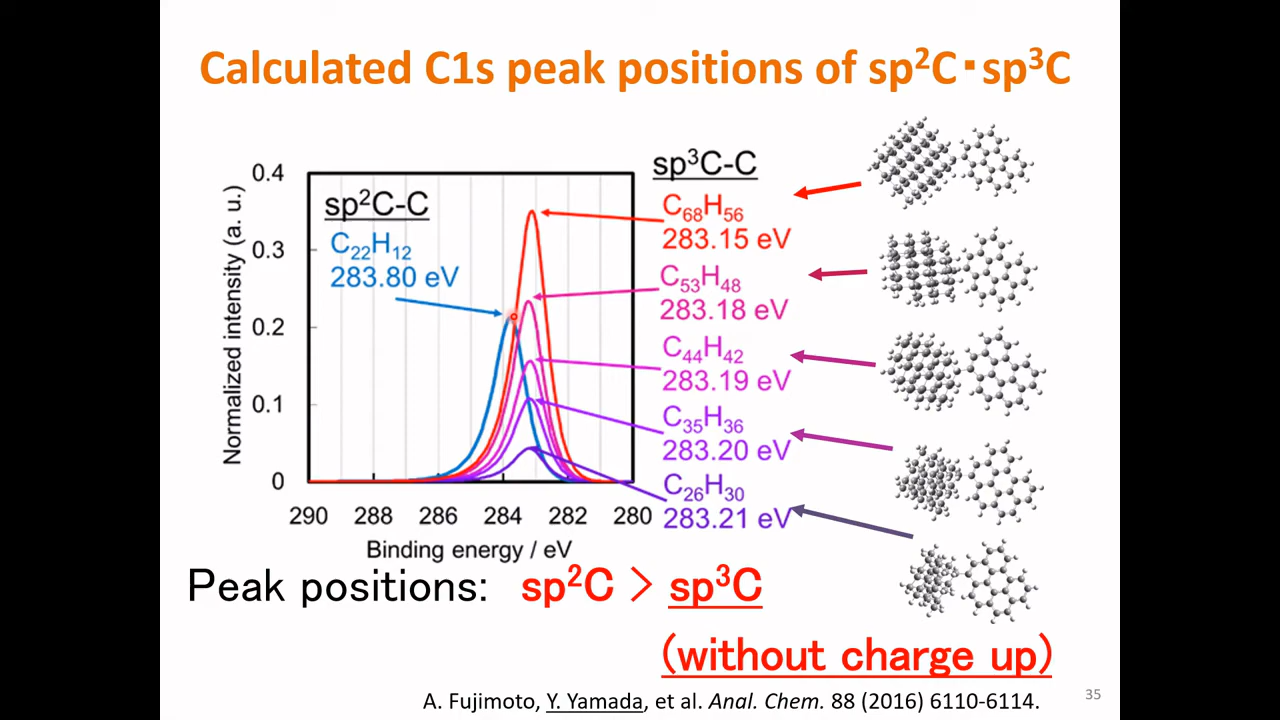 Calculated C1s peak positions of sp²C・sp³C
sp³C-C
0.4
sp²C-C
C₆₈H₅₆
283.15 eV
C₂₂H₁₂
283.80 eV
0.3
C₅₃H₄₈
283.18 eV
0.2
C₄₄H₄₂
283.19 eV
0.1
C₃₅H₃₆
283.20 eV
0
C₂₆H₃₀
283.21 eV
Normalized intensity (a. u.)
290 288 286 284 282 280
Binding energy / eV
Peak positions: sp²C > sp³C
(without charge up)
A. Fujimoto, Y. Yamada, et al. Anal. Chem. 88 (2016) 6110-6114.
35